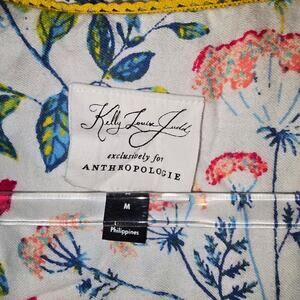 Kelly Louise Judd
exclusively for
ANTHROPOLOGIE
M
Philippines